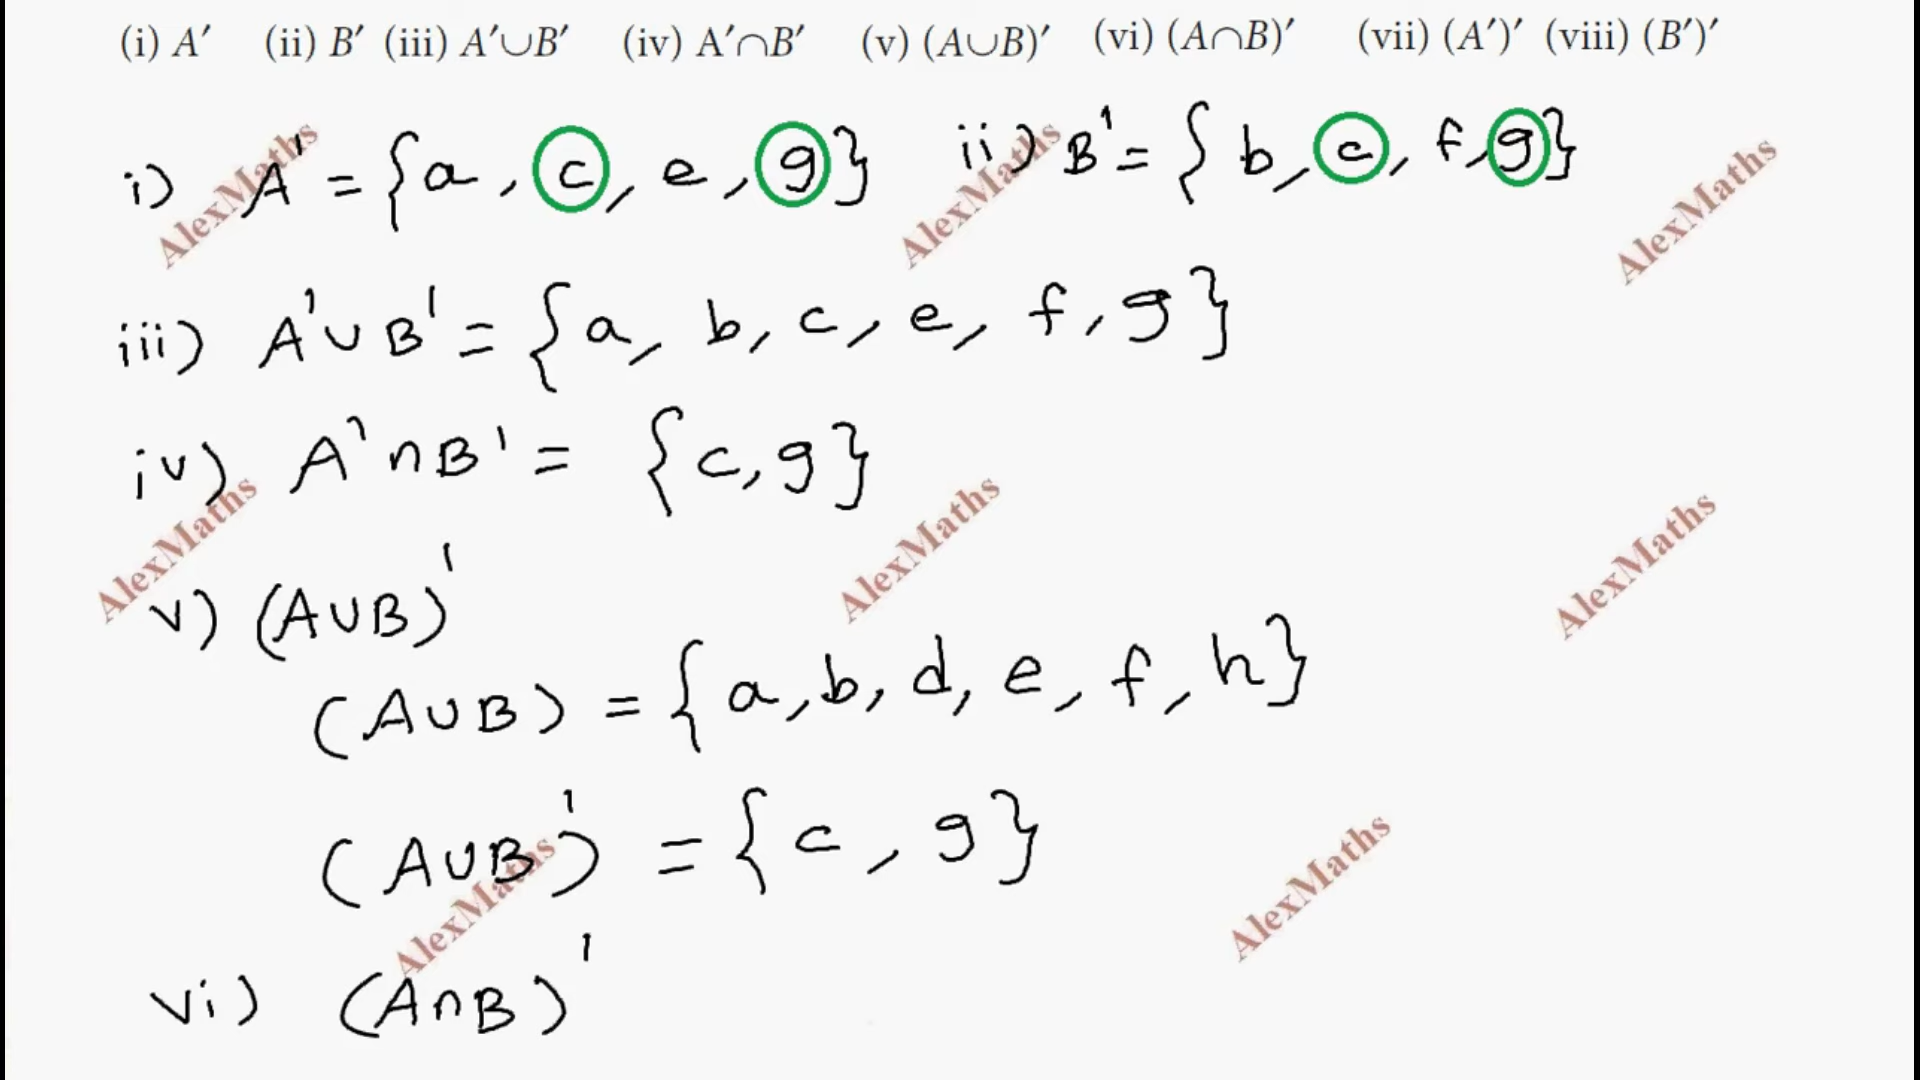 (i) A′ (ii) B′ (iii) A′∪B′ (iv) A′∩B′ (v) (A∪B)′ (vi) (A∩B)′ (vii) (A′)′ (viii) (B′)′
i) A' = {a, c, e, g} ii) B' = {b, c, f, g}
AlexMaths AlexMaths AlexMaths
iii) A'∪B' = {a, b, c, e, f, g}
iv) A'∩B' = {c, g}
AlexMaths AlexMaths AlexMaths
v) (A∪B)'
(A∪B) = {a, b, d, e, f, h}
(A∪B)' = {c, g}
AlexMaths AlexMaths
vi) (A∩B)'